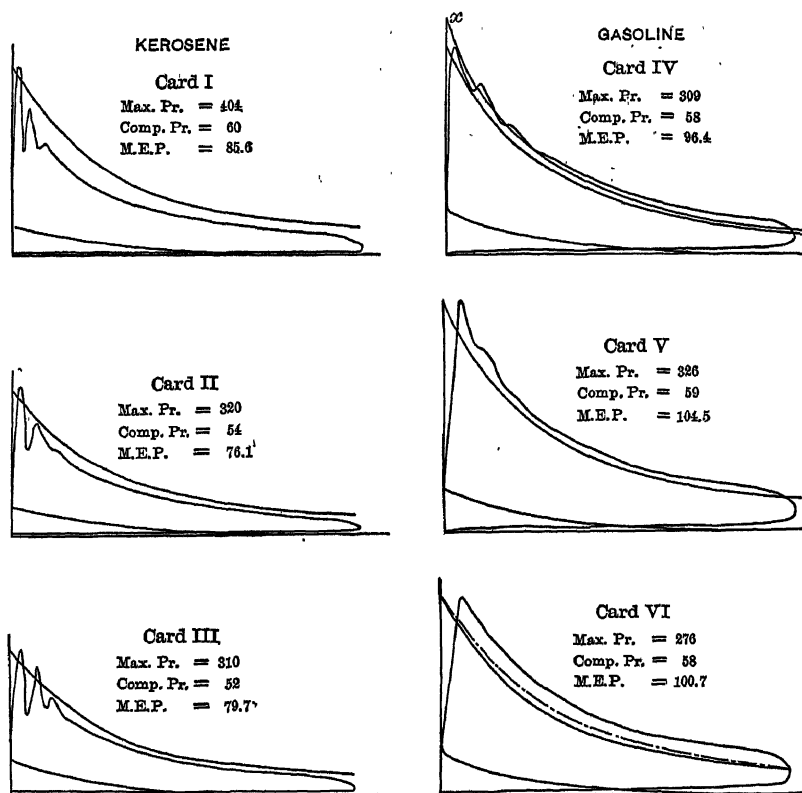 KEROSENE
Card I
Max. Pr. = 404
Comp. Pr. = 60
M.E.P. = 85.6
Card II
Max. Pr. = 320
Comp. Pr. = 54
M.E.P. = 76.1
Card III
Max. Pr. = 310
Comp. Pr. = 52
M.E.P. = 79.7
x
GASOLINE
Card IV
Max. Pr. = 309
Comp. Pr. = 58
M.E.P. = 96.4
Card V
Max. Pr. = 326
Comp. Pr. = 59
M.E.P. = 104.5
Card VI
Max. Pr. = 276
Comp. Pr. = 58
M.E.P. = 100.7